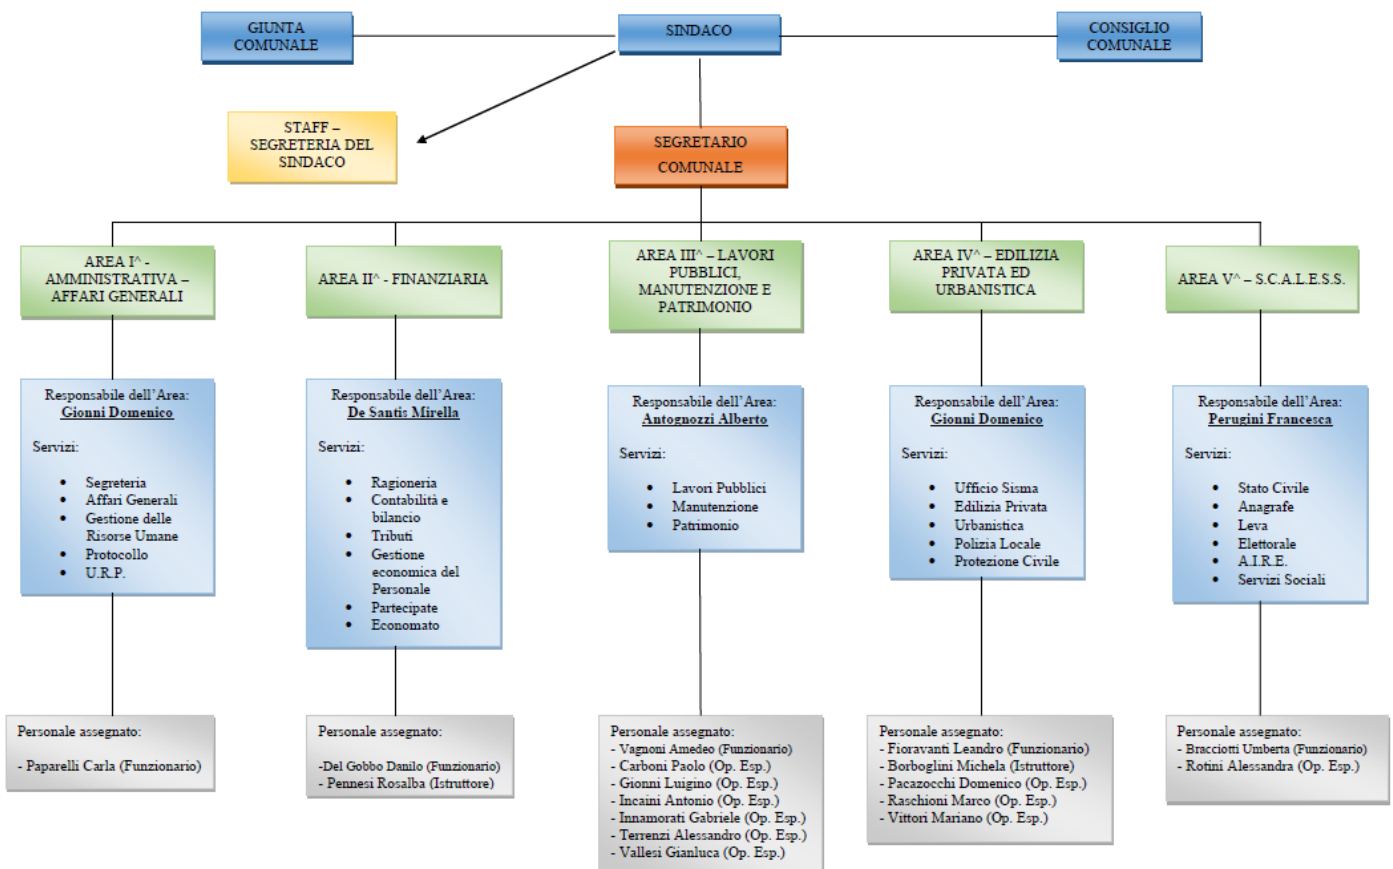 GIUNTA
COMUNALE
SINDACO
CONSIGLIO
COMUNALE
STAFF –
SEGRETERIA DEL
SINDACO
SEGRETARIO
COMUNALE
AREA I^ -
AMMINISTRATIVA –
AFFARI GENERALI
AREA II^ - FINANZIARIA
AREA III^ – LAVORI
PUBBLICI,
MANUTENZIONE E
PATRIMONIO
AREA IV^ – EDILIZIA
PRIVATA ED
URBANISTICA
AREA V^ – S.C.A.L.E.S.S.
Responsabile dell'Area:
Gionni Domenico
Servizi:
• Segreteria
• Affari Generali
• Gestione delle
Risorse Umane
• Protocollo
• U.R.P.
Responsabile dell'Area:
De Santis Mirella
Servizi:
• Ragioneria
• Contabilità e
bilancio
• Tributi
• Gestione
economica del
Personale
• Partecipate
• Economato
Responsabile dell'Area:
Antognozzi Alberto
Servizi:
• Lavori Pubblici
• Manutenzione
• Patrimonio
Responsabile dell'Area:
Gionni Domenico
Servizi:
• Ufficio Sisma
• Edilizia Privata
• Urbanistica
• Polizia Locale
• Protezione Civile
Responsabile dell'Area:
Perugini Francesca
Servizi:
• Stato Civile
• Anagrafe
• Leva
• Elettorale
• A.I.R.E.
• Servizi Sociali
Personale assegnato:
- Paparelli Carla (Funzionario)
Personale assegnato:
-Del Gobbo Danilo (Funzionario)
- Pennesi Rosalba (Istruttore)
Personale assegnato:
- Vagnoni Amedeo (Funzionario)
- Carboni Paolo (Op. Esp.)
- Gionni Luigino (Op. Esp.)
- Incaini Antonio (Op. Esp.)
- Innamorati Gabriele (Op. Esp.)
- Terrenzi Alessandro (Op. Esp.)
- Vallesi Gianluca (Op. Esp.)
Personale assegnato:
- Fioravanti Leandro (Funzionario)
- Borboglini Michela (Istruttore)
- Pacazocchi Domenico (Op. Esp.)
- Raschioni Marco (Op. Esp.)
- Vittori Mariano (Op. Esp.)
Personale assegnato:
- Bracciotti Umberta (Funzionario)
- Rotini Alessandra (Op. Esp.)